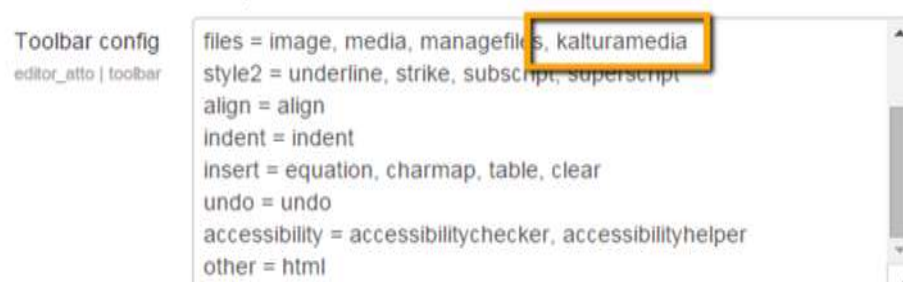 Toolbar config
editor_atto | toolbar
files = image, media, managefiles, kalturamedia
style2 = underline, strike, subscript, superscript
align = align
indent = indent
insert = equation, charmap, table, clear
undo = undo
accessibility = accessibilitychecker, accessibilityhelper
other = html